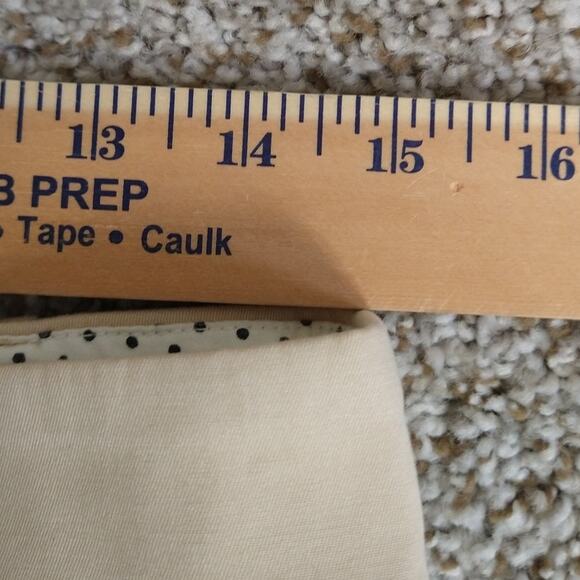 13 14 15 16
B PREP
• Tape • Caulk